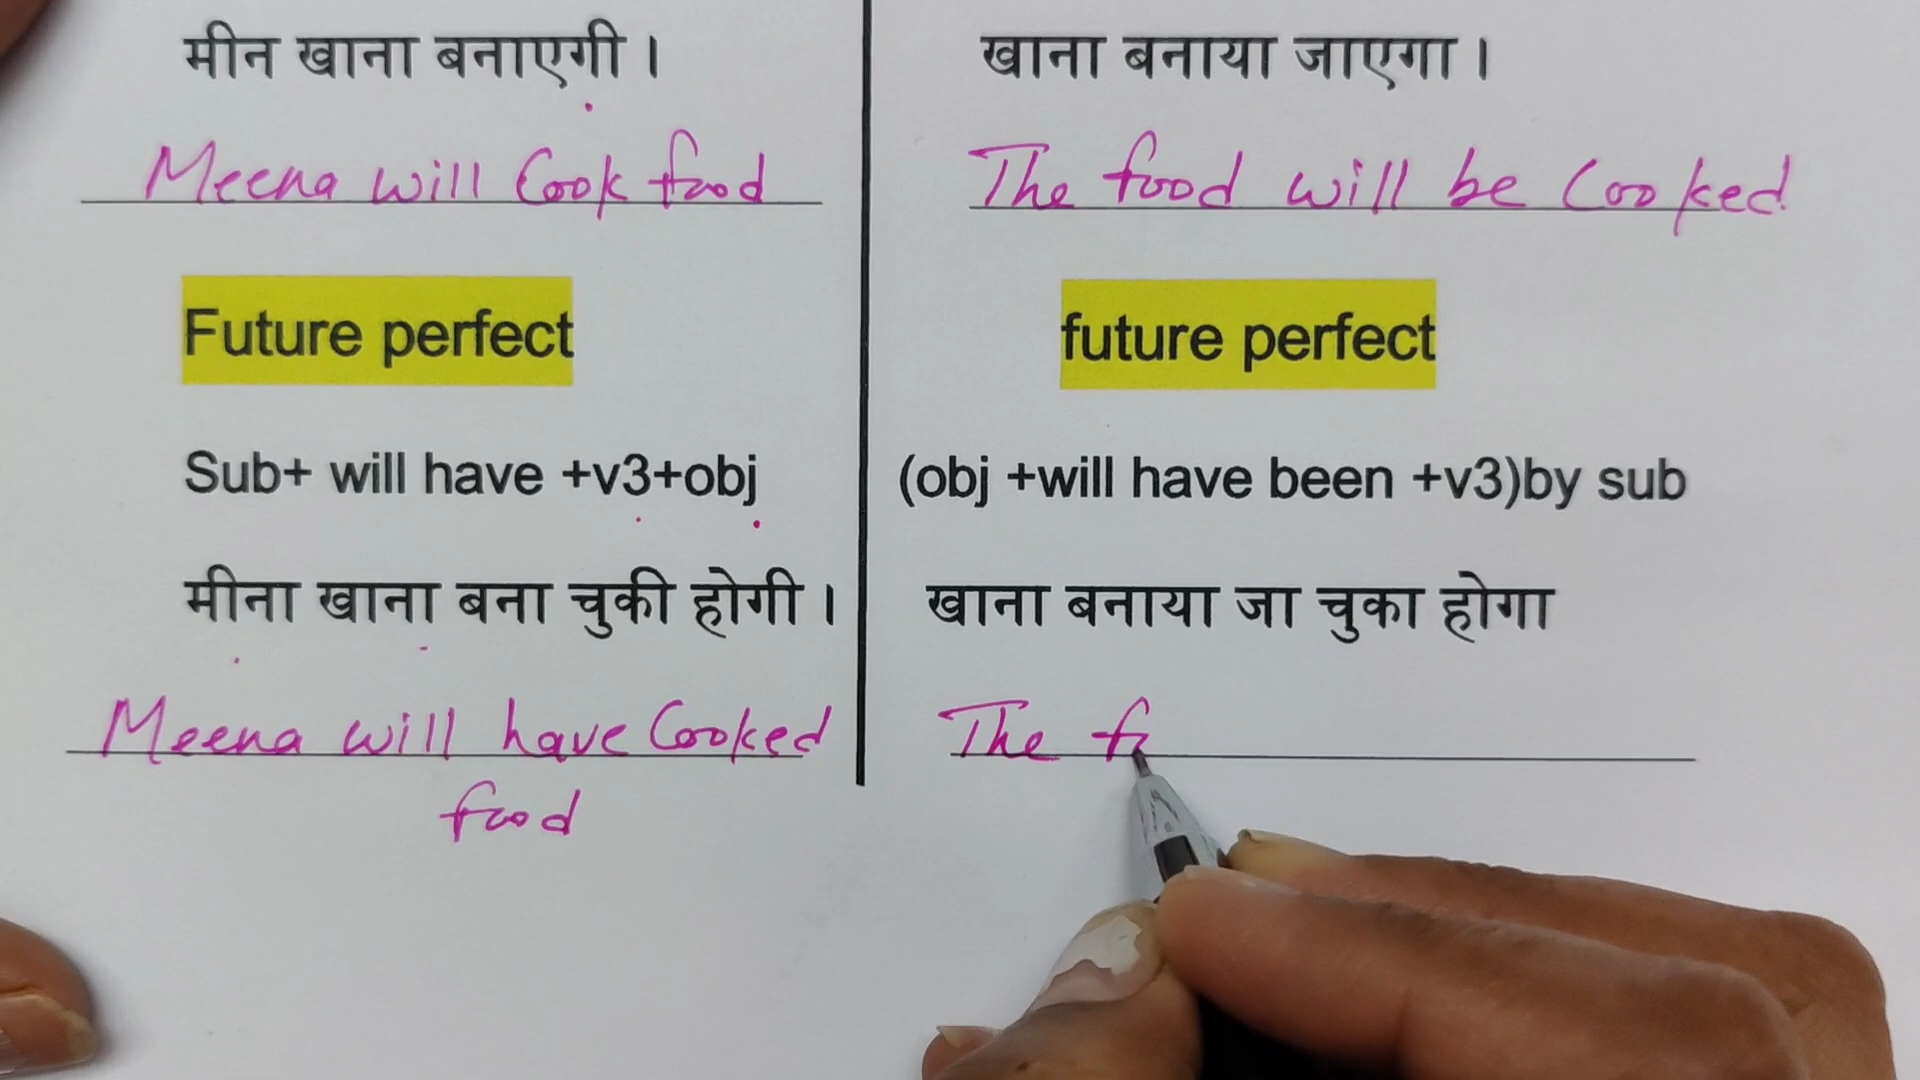 मीन खाना बनाएगी ।
Meena will Cook food
Future perfect
Sub+ will have +v3+obj
मीना खाना बना चुकी होगी ।
Meena will have Cooked
food
खाना बनाया जाएगा ।
The food will be Cooked
future perfect
(obj +will have been +v3)by sub
खाना बनाया जा चुका होगा
The